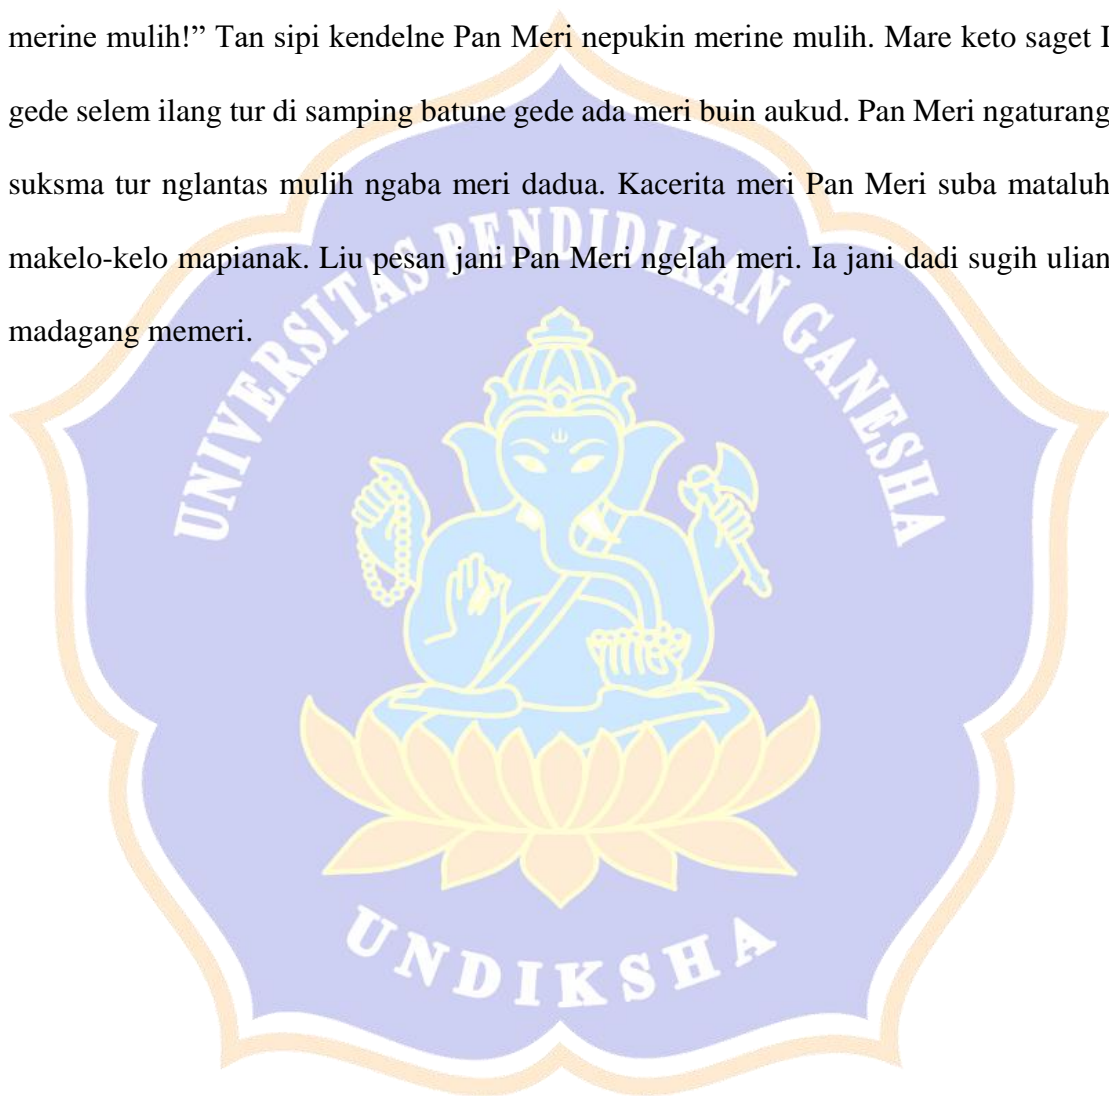 merine mulih!” Tan sipi kendelne Pan Meri nepukin merine mulih. Mare keto saget I
gede selem ilang tur di samping batune gede ada meri buin aukud. Pan Meri ngaturang
suksma tur nglantas mulih ngaba meri dadua. Kacerita meri Pan Meri suba mataluh
makelo-kelo mapianak. Liu pesan jani Pan Meri ngelah meri. Ia jani dadi sugih ulian
madagang memeri.
UNIVERSITAS PENDIDIKAN GANESHA
UNDIKSHA